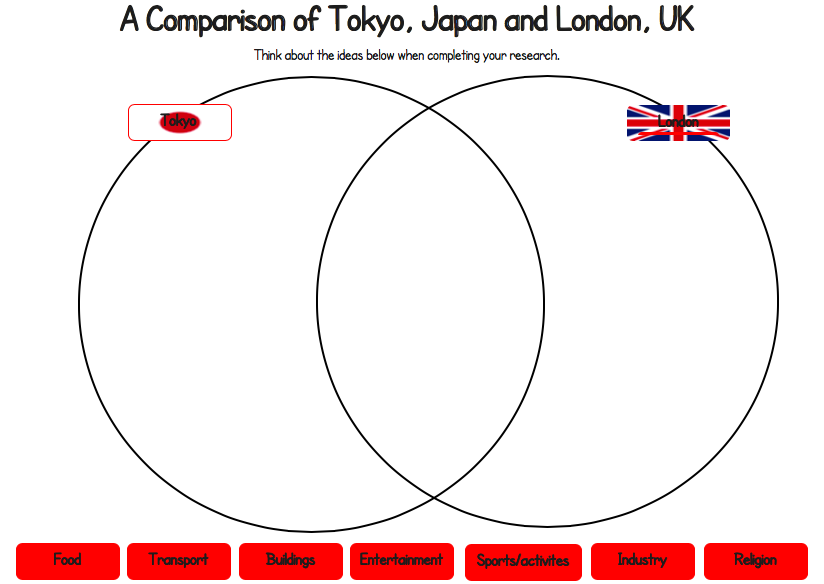 A Comparison of Tokyo, Japan and London, UK
Think about the ideas below when completing your research.
Tokyo
London
Food
Transport
Buildings
Entertainment
Sports/activites
Industry
Religion